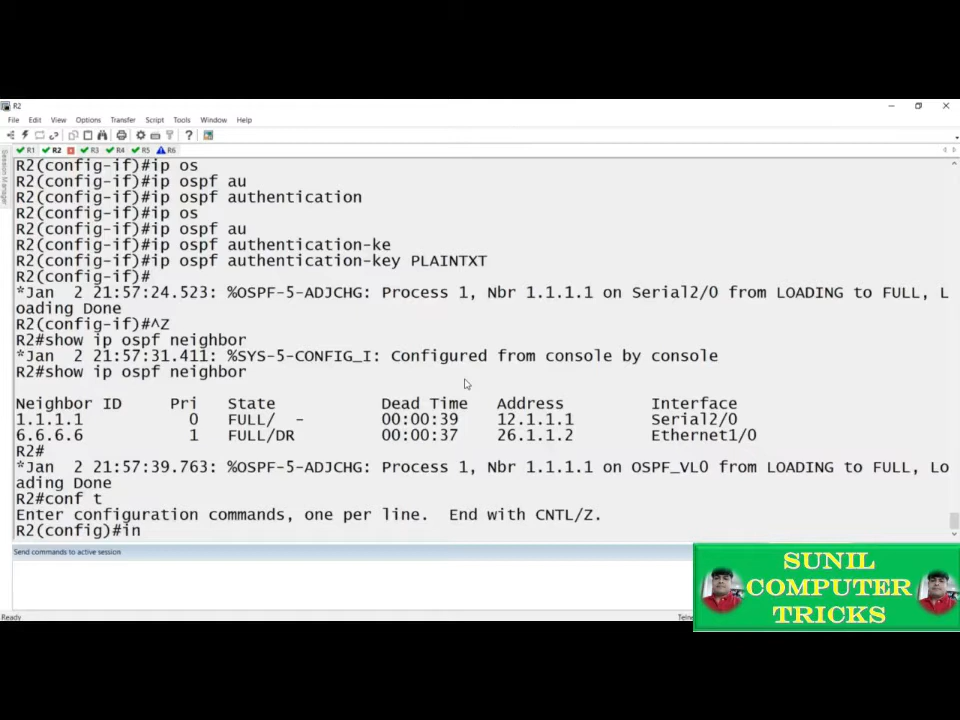 R2
File Edit View Options Transfer Script Tools Window Help
R1 R2 R3 R4 R5 R6
Session Manager
R2(config-if)#ip os
R2(config-if)#ip ospf au
R2(config-if)#ip ospf authentication
R2(config-if)#ip os
R2(config-if)#ip ospf au
R2(config-if)#ip ospf authentication-ke
R2(config-if)#ip ospf authentication-key PLAINTXT
R2(config-if)#
*Jan  2 21:57:24.523: %OSPF-5-ADJCHG: Process 1, Nbr 1.1.1.1 on Serial2/0 from LOADING to FULL, L
oading Done
R2(config-if)#^Z
R2#show ip ospf neighbor
*Jan  2 21:57:31.411: %SYS-5-CONFIG_I: Configured from console by console
R2#show ip ospf neighbor
Neighbor ID     Pri   State           Dead Time   Address         Interface
1.1.1.1           0   FULL/  -        00:00:39    12.1.1.1        Serial2/0
6.6.6.6           1   FULL/DR         00:00:37    26.1.1.2        Ethernet1/0
R2#
*Jan  2 21:57:39.763: %OSPF-5-ADJCHG: Process 1, Nbr 1.1.1.1 on OSPF_VL0 from LOADING to FULL, Lo
ading Done
R2#conf t
Enter configuration commands, one per line.  End with CNTL/Z.
R2(config)#in
Send commands to active session
SUNIL
COMPUTER
TRICKS
Ready